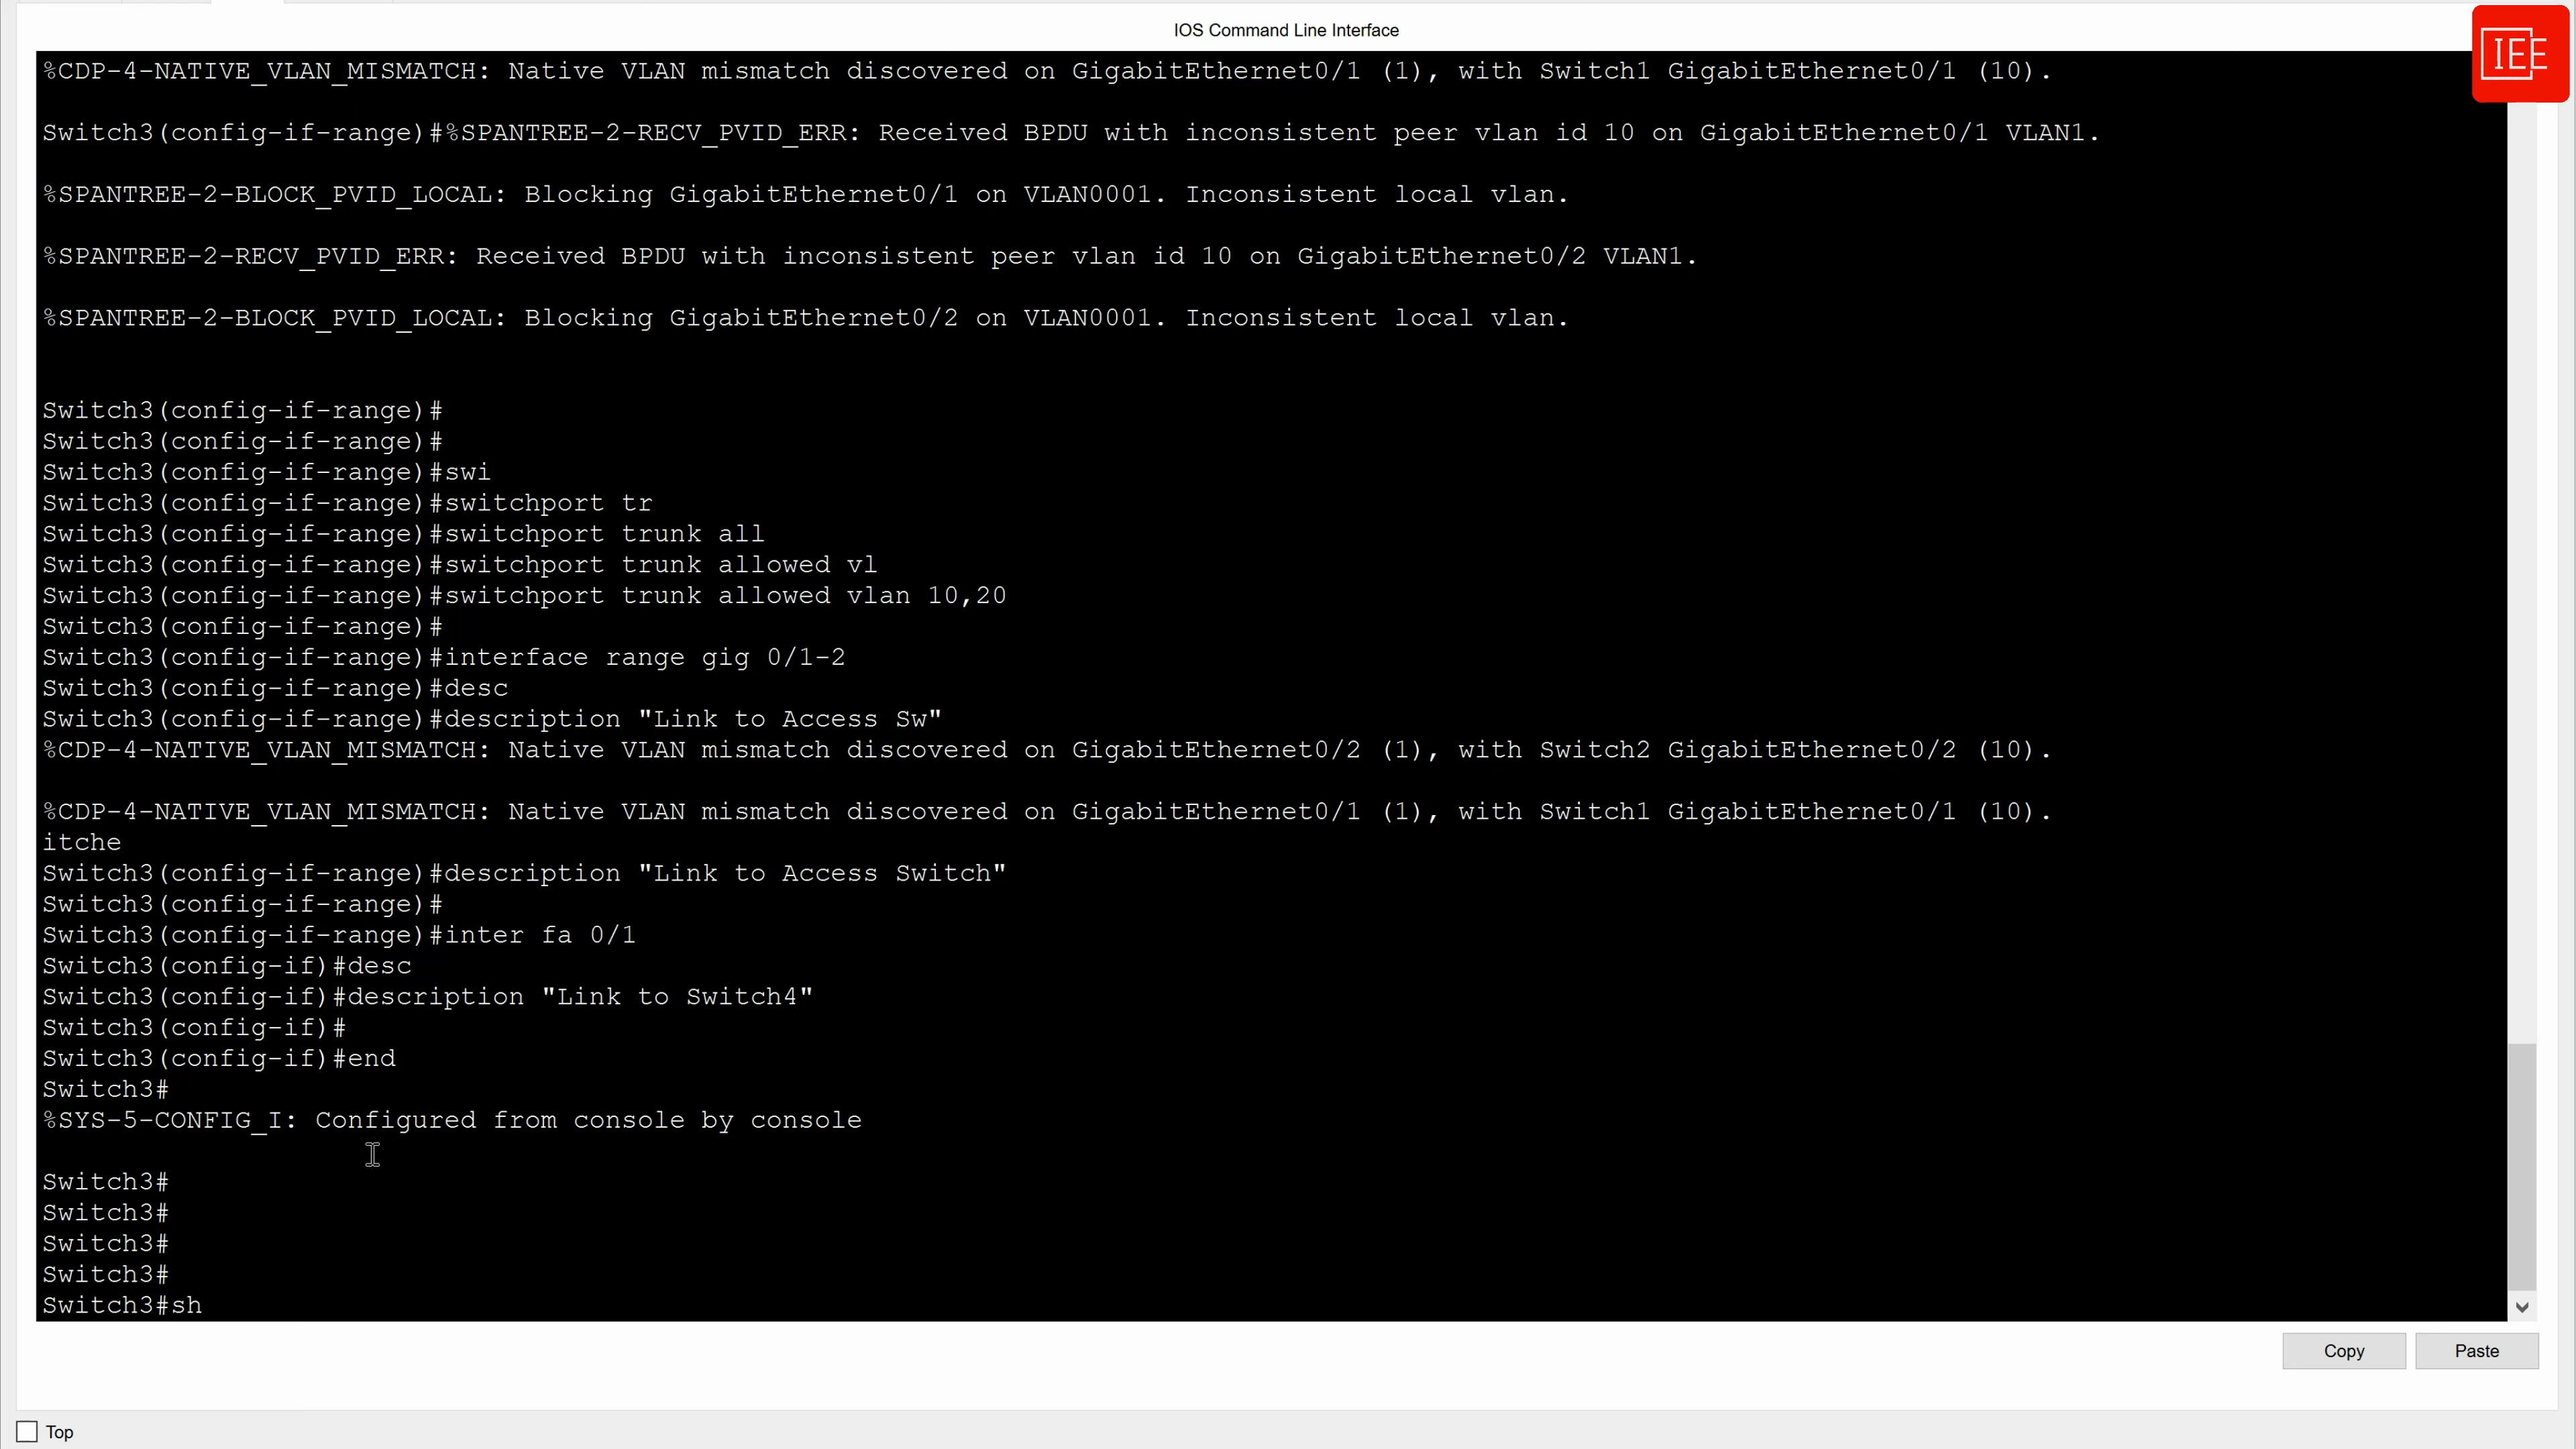 IOS Command Line Interface
IEE
%CDP-4-NATIVE_VLAN_MISMATCH: Native VLAN mismatch discovered on GigabitEthernet0/1 (1), with Switch1 GigabitEthernet0/1 (10).
Switch3(config-if-range)#%SPANTREE-2-RECV_PVID_ERR: Received BPDU with inconsistent peer vlan id 10 on GigabitEthernet0/1 VLAN1.
%SPANTREE-2-BLOCK_PVID_LOCAL: Blocking GigabitEthernet0/1 on VLAN0001. Inconsistent local vlan.
%SPANTREE-2-RECV_PVID_ERR: Received BPDU with inconsistent peer vlan id 10 on GigabitEthernet0/2 VLAN1.
%SPANTREE-2-BLOCK_PVID_LOCAL: Blocking GigabitEthernet0/2 on VLAN0001. Inconsistent local vlan.
Switch3(config-if-range)#
Switch3(config-if-range)#
Switch3(config-if-range)#swi
Switch3(config-if-range)#switchport tr
Switch3(config-if-range)#switchport trunk all
Switch3(config-if-range)#switchport trunk allowed vl
Switch3(config-if-range)#switchport trunk allowed vlan 10,20
Switch3(config-if-range)#
Switch3(config-if-range)#interface range gig 0/1-2
Switch3(config-if-range)#desc
Switch3(config-if-range)#description "Link to Access Sw"
%CDP-4-NATIVE_VLAN_MISMATCH: Native VLAN mismatch discovered on GigabitEthernet0/2 (1), with Switch2 GigabitEthernet0/2 (10).
%CDP-4-NATIVE_VLAN_MISMATCH: Native VLAN mismatch discovered on GigabitEthernet0/1 (1), with Switch1 GigabitEthernet0/1 (10).
itche
Switch3(config-if-range)#description "Link to Access Switch"
Switch3(config-if-range)#
Switch3(config-if-range)#inter fa 0/1
Switch3(config-if)#desc
Switch3(config-if)#description "Link to Switch4"
Switch3(config-if)#
Switch3(config-if)#end
Switch3#
%SYS-5-CONFIG_I: Configured from console by console
Switch3#
Switch3#
Switch3#
Switch3#
Switch3#sh
Copy
Paste
Top